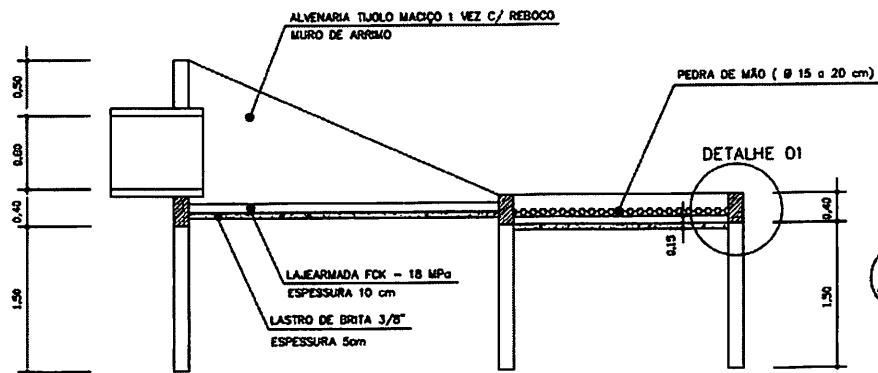 ALVENARIA TIJOLO MACIÇO 1 VEZ C/ REBOCO
MURO DE ARRIMO
PEDRA DE MÃO ( Ø 15 a 20 cm)
DETALHE 01
0,50
0,60
0,40
1,50
0,15
0,40
1,50
LAJEARMADA FCK - 18 MPa
ESPESSURA 10 cm
LASTRO DE BRITA 3/8"
ESPESSURA 5cm